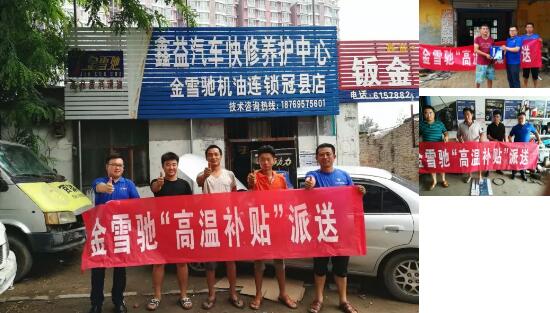 鑫益汽车快修养护中心
金雪驰机油连锁冠县店
技术咨询热线：18769575601
钣金
电话：6157882
金雪驰“高温补贴”派送
金雪驰“高温补贴”派送
金雪驰“高温补贴”派送